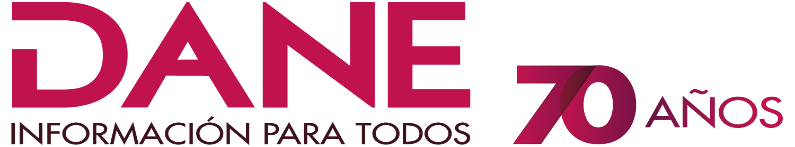 DANE
INFORMACIÓN PARA TODOS
70 AÑOS